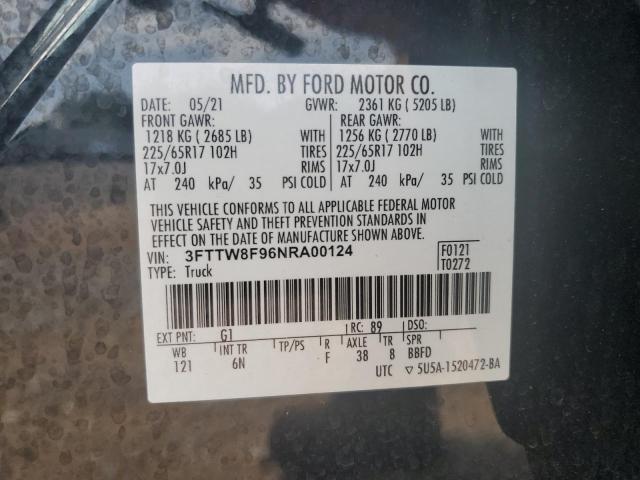 MFD. BY FORD MOTOR CO.
DATE: 05/21 GVWR: 2361 KG ( 5205 LB)
FRONT GAWR: REAR GAWR:
1218 KG ( 2685 LB) WITH 1256 KG ( 2770 LB) WITH
225/65R17 102H TIRES 225/65R17 102H TIRES
17x7.0J RIMS 17x7.0J RIMS
AT 240 kPa/ 35 PSI COLD AT 240 kPa/ 35 PSI COLD
THIS VEHICLE CONFORMS TO ALL APPLICABLE FEDERAL MOTOR
VEHICLE SAFETY AND THEFT PREVENTION STANDARDS IN
EFFECT ON THE DATE OF MANUFACTURE SHOWN ABOVE.
VIN: 3FTTW8F96NRA00124 F0121
TYPE: Truck T0272
EXT PNT: G1 RC: 89 DSO:
WB INT TR TP/PS R AXLE TR SPR
121 6N F 38 8 BBFD
UTC ▽ 5U5A-1520472-BA